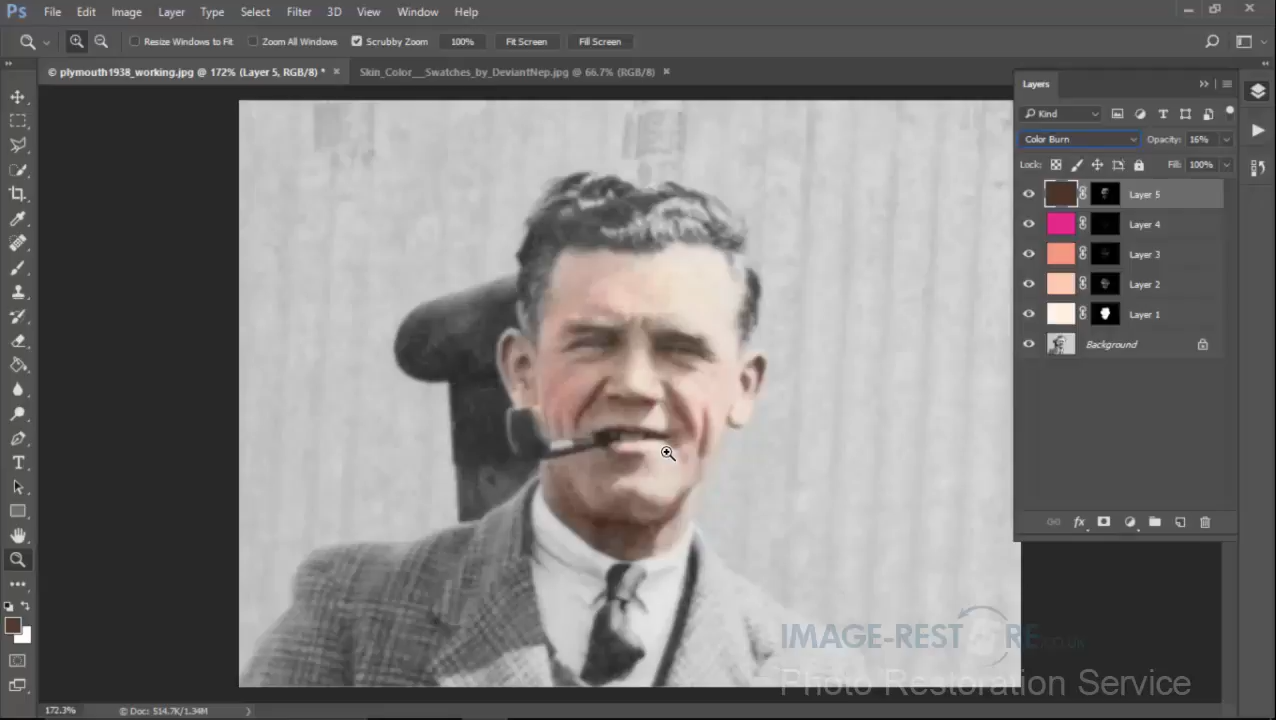 Ps File Edit Image Layer Type Select Filter 3D View Window Help
Resize Windows to Fit Zoom All Windows Scrubby Zoom 100% Fit Screen Fill Screen
© plymouth1938_working.jpg @ 172% (Layer 5, RGB/8) * × Skin_Color__Swatches_by_DeviantNep.jpg @ 66.7% (RGB/8) ×
Layers
Kind
Color Burn Opacity: 16%
Lock: Fill: 100%
Layer 5
Layer 4
Layer 3
Layer 2
Layer 1
Background
IMAGE-RESTORE.co.uk
Photo Restoration Service
172.3% © Doc: 514.7K/1.34M